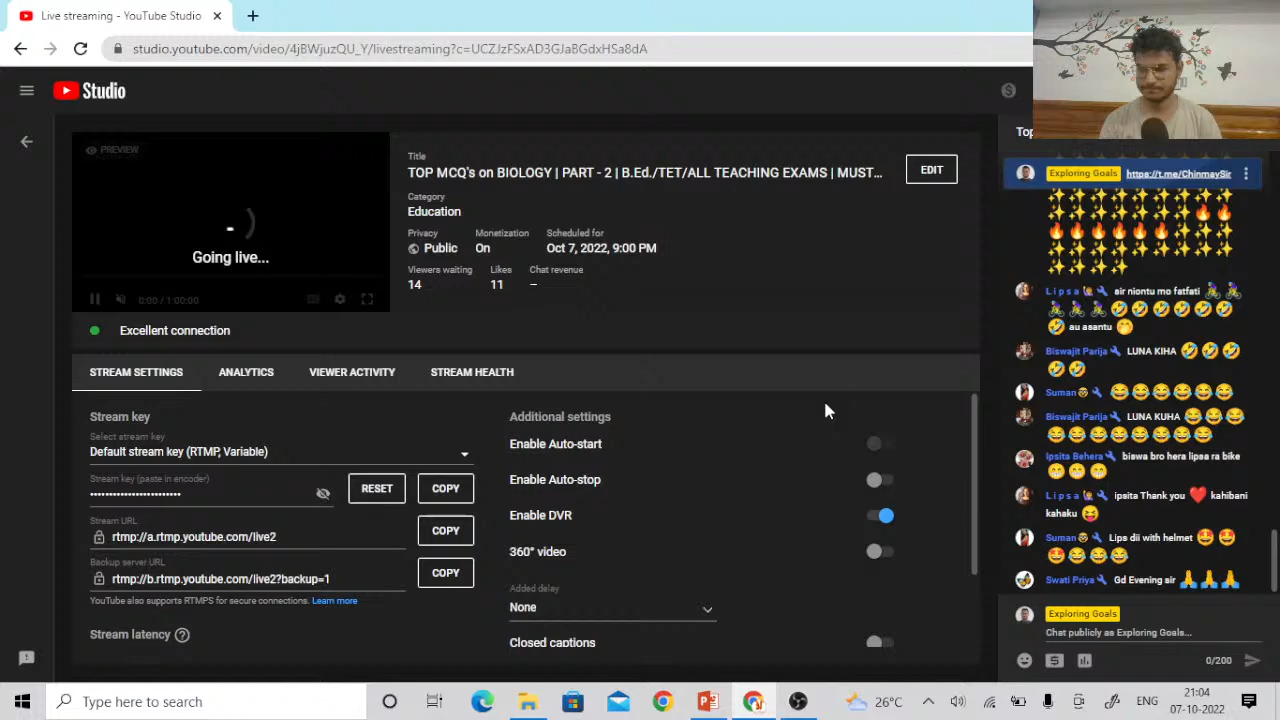 Live streaming - YouTube Studio
studio.youtube.com/video/4jBWjuzQU_Y/livestreaming?c=UCZJzFSxAD3GJaBGdxHSa8dA
Studio
PREVIEW
Going live...
0:00 / 1:00:00
Excellent connection
Title
TOP MCQ's on BIOLOGY | PART - 2 | B.Ed./TET/ALL TEACHING EXAMS | MUST...
EDIT
Category
Education
Privacy Monetization Scheduled for
Public On Oct 7, 2022, 9:00 PM
Viewers waiting Likes Chat revenue
14 11 –
STREAM SETTINGS ANALYTICS VIEWER ACTIVITY STREAM HEALTH
Stream key
Select stream key
Default stream key (RTMP, Variable)
Stream key (paste in encoder)
RESET COPY
Stream URL
rtmp://a.rtmp.youtube.com/live2
COPY
Backup server URL
rtmp://b.rtmp.youtube.com/live2?backup=1
COPY
YouTube also supports RTMPS for secure connections. Learn more
Stream latency
Additional settings
Enable Auto-start
Enable Auto-stop
Enable DVR
360° video
Added delay
None
Closed captions
Exploring Goals https://t.me/ChinmaySir
L i p s a sir niontu mo fatfati
au asantu
Biswajit Parija LUNA KIHA
Suman
Biswajit Parija LUNA KUHA
Ipsita Behera biswa bro hera lipsa ra bike
L i p s a ipsita Thank you kahibani
kahaku
Suman Lips dii with helmet
Swati Priya Gd Evening sir
Exploring Goals
Chat publicly as Exploring Goals...
0/200
Type here to search
26°C
ENG
21:04
07-10-2022